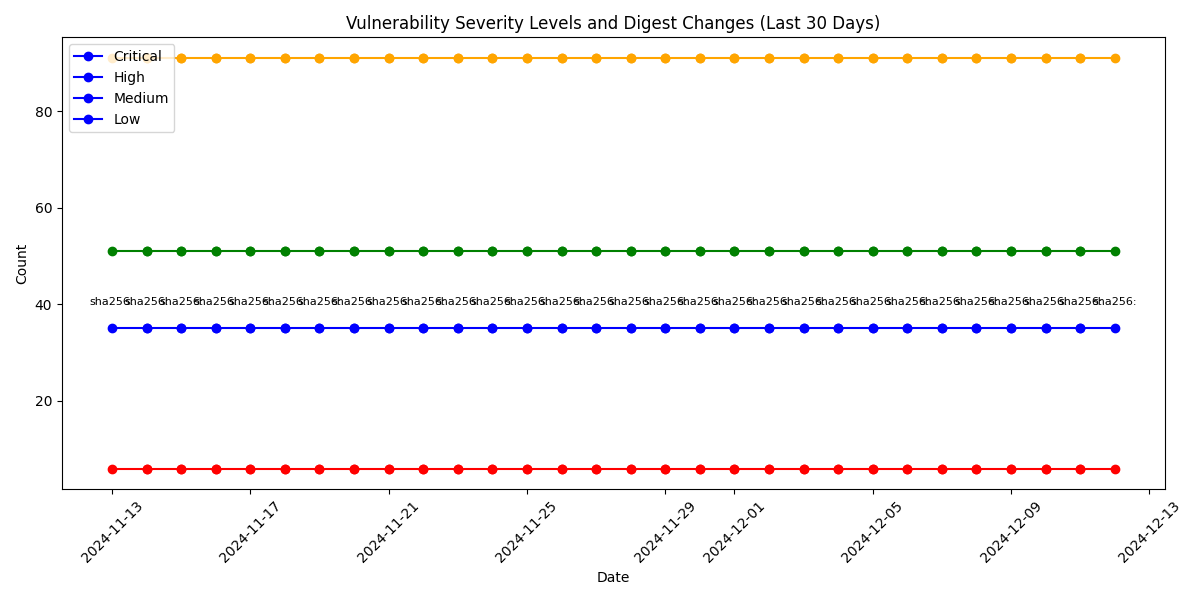 Vulnerability Severity Levels and Digest Changes (Last 30 Days)
Critical
High
Medium
Low
80
60
40
20
Count
sha256: sha256: sha256: sha256: sha256: sha256: sha256: sha256: sha256: sha256: sha256: sha256: sha256: sha256: sha256: sha256: sha256: sha256: sha256: sha256: sha256: sha256: sha256: sha256: sha256: sha256: sha256: sha256: sha256: sha256:
2024-11-13
2024-11-17
2024-11-21
2024-11-25
2024-11-29
2024-12-01
2024-12-05
2024-12-09
2024-12-13
Date